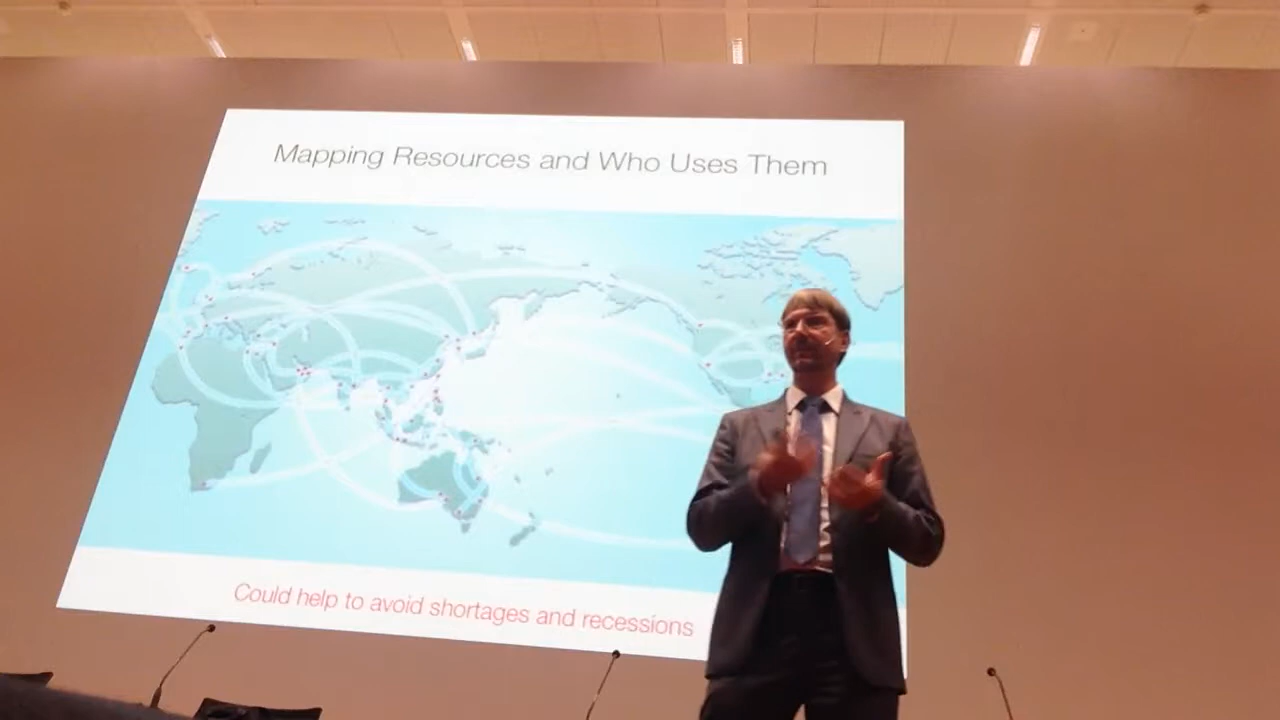 Mapping Resources and Who Uses Them
Could help to avoid shortages and recessions